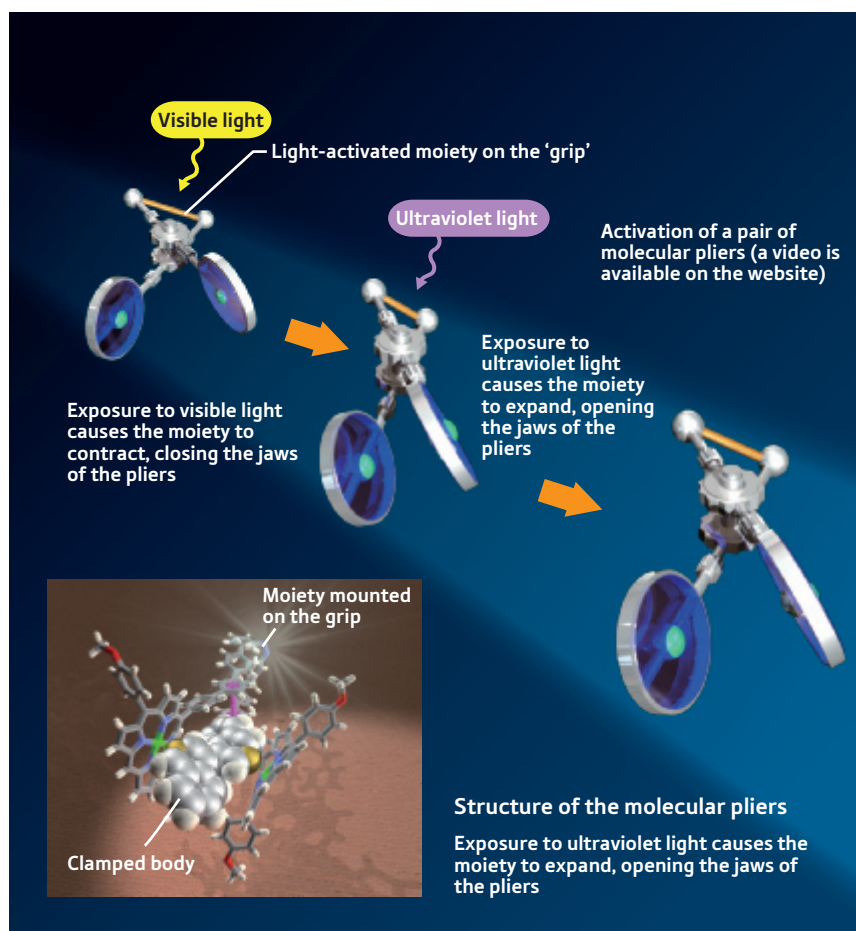 Visible light
Light-activated moiety on the ‘grip’
Ultraviolet light
Activation of a pair of
molecular pliers (a video is
available on the website)
Exposure to visible light
causes the moiety to
contract, closing the jaws
of the pliers
Exposure to
ultraviolet light
causes the moiety
to expand, opening
the jaws of the
pliers
Moiety mounted
on the grip
Clamped body
Structure of the molecular pliers
Exposure to ultraviolet light causes the
moiety to expand, opening the jaws of
the pliers